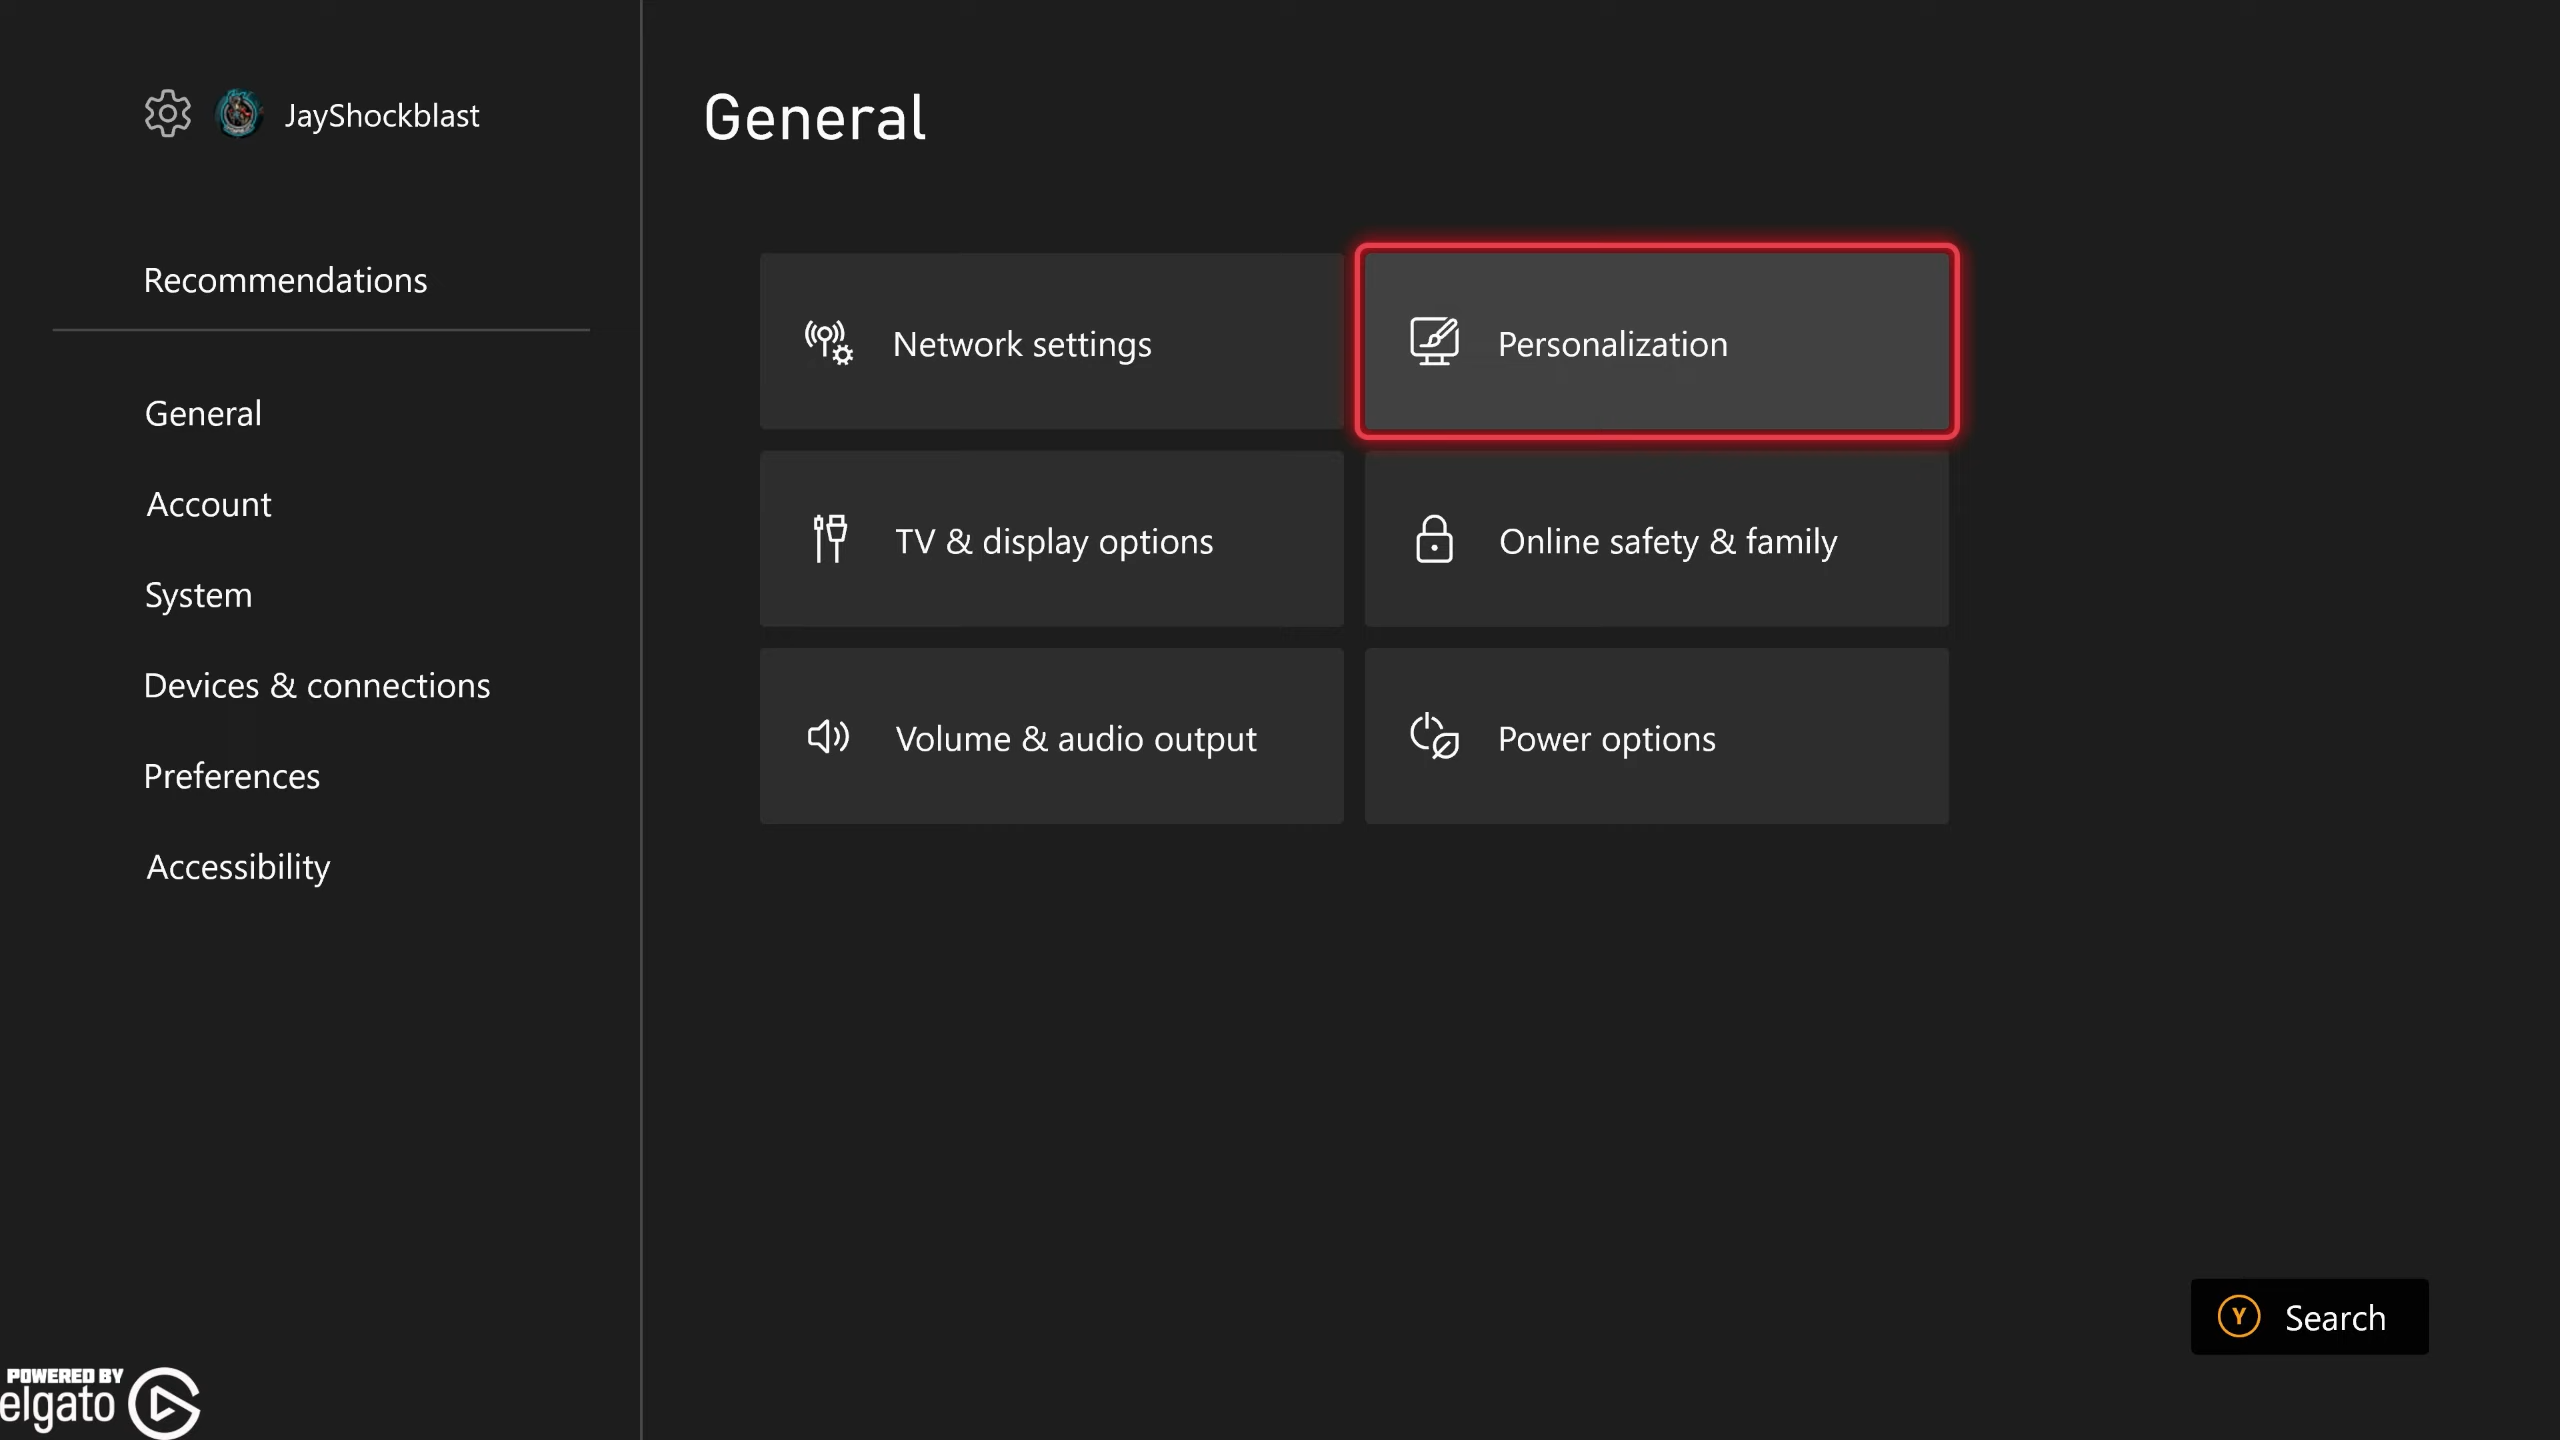 JayShockblast
Recommendations
General
Account
System
Devices & connections
Preferences
Accessibility
General
Network settings
Personalization
TV & display options
Online safety & family
Volume & audio output
Power options
Y Search
POWERED BY
elgato